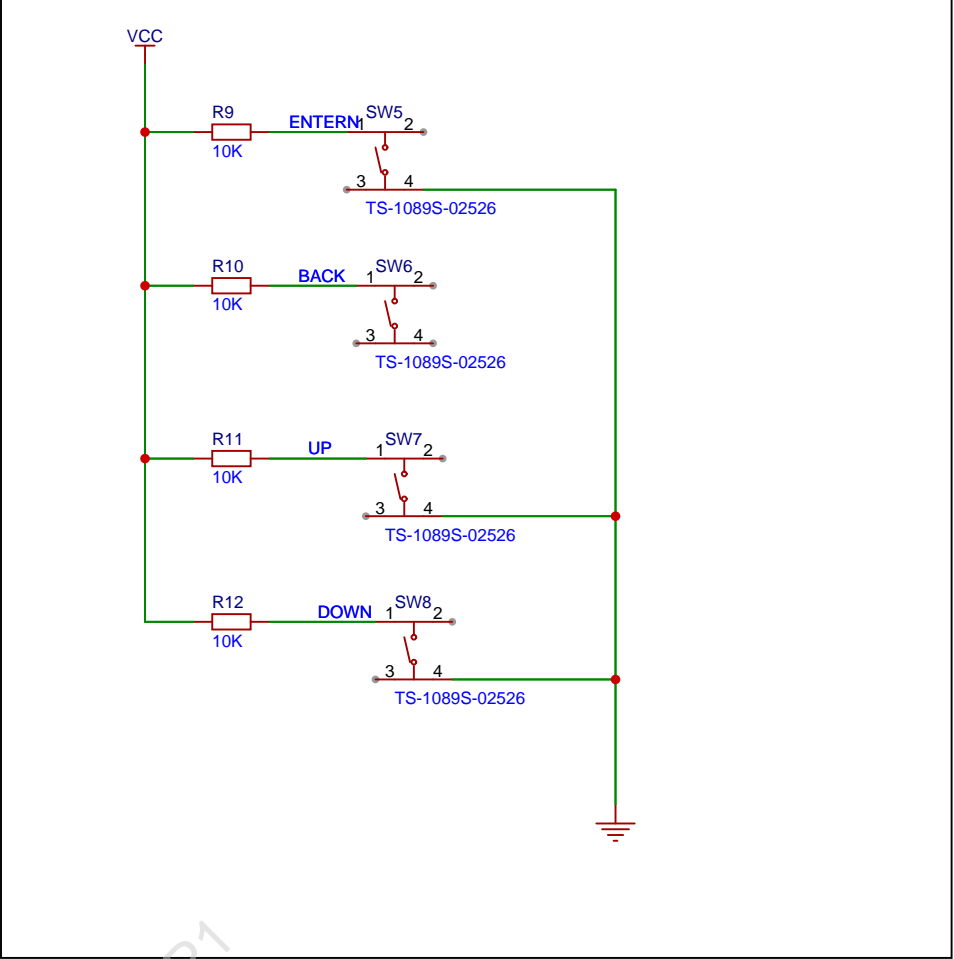 VCC
R9
10K
ENTERN
SW5
1 2
3 4
TS-1089S-02526
R10
10K
BACK
SW6
1 2
3 4
TS-1089S-02526
R11
10K
UP
SW7
1 2
3 4
TS-1089S-02526
R12
10K
DOWN
SW8
1 2
3 4
TS-1089S-02526